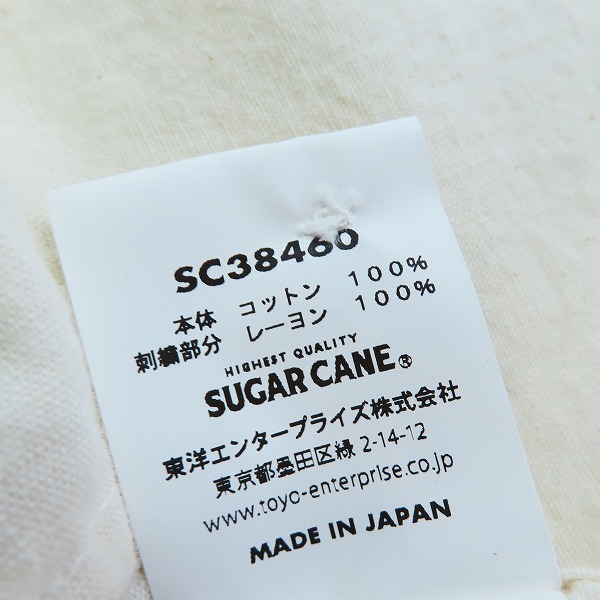 SC38460
本体 コットン 100%
刺繍部分 レーヨン 100%
HIGHEST QUALITY
SUGAR CANE®
東洋エンタープライズ株式会社
東京都墨田区緑 2-14-12
www.toyo-enterprise.co.jp
MADE IN JAPAN